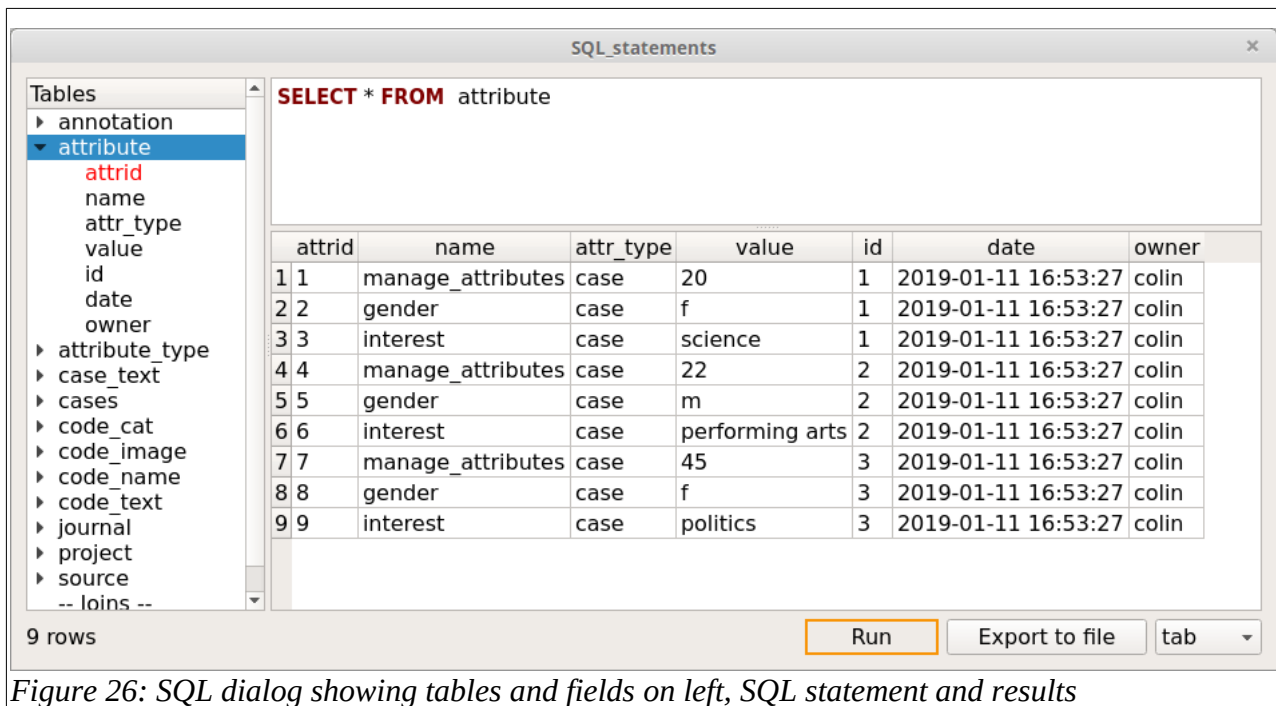 SQL_statements
Tables
annotation
attribute
attrid
name
attr_type
value
id
date
owner
attribute_type
case_text
cases
code_cat
code_image
code_name
code_text
journal
project
source
-- Joins --
SELECT * FROM attribute
attrid name attr_type value id date owner
1 1 manage_attributes case 20 1 2019-01-11 16:53:27 colin
2 2 gender case f 1 2019-01-11 16:53:27 colin
3 3 interest case science 1 2019-01-11 16:53:27 colin
4 4 manage_attributes case 22 2 2019-01-11 16:53:27 colin
5 5 gender case m 2 2019-01-11 16:53:27 colin
6 6 interest case performing arts 2 2019-01-11 16:53:27 colin
7 7 manage_attributes case 45 3 2019-01-11 16:53:27 colin
8 8 gender case f 3 2019-01-11 16:53:27 colin
9 9 interest case politics 3 2019-01-11 16:53:27 colin
9 rows Run Export to file tab
Figure 26: SQL dialog showing tables and fields on left, SQL statement and results